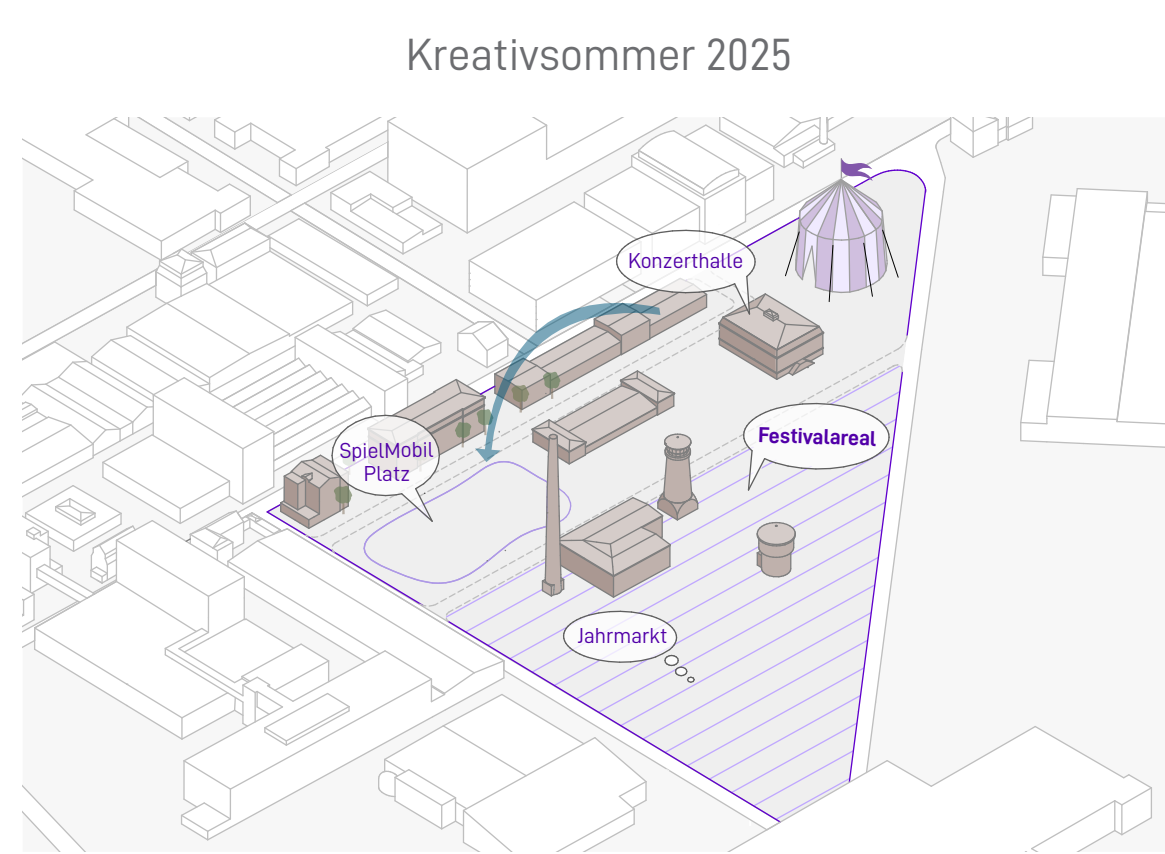 Kreativsommer 2025
Konzerthalle
Festivalareal
SpielMobil
Platz
Jahrmarkt